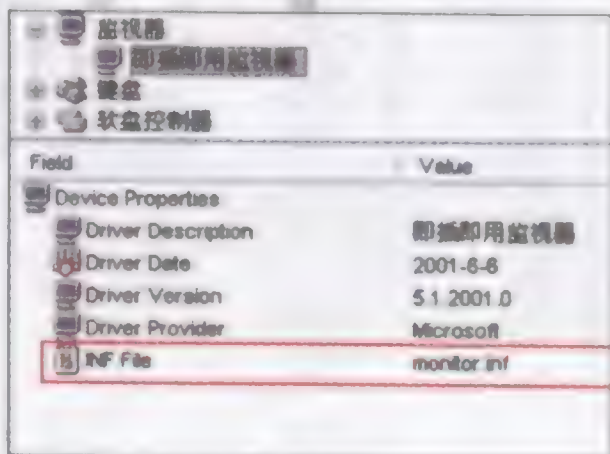 监视器
即插即用监视器
键盘
软盘控制器
Field Value
Device Properties
Driver Description 即插即用监视器
Driver Date 2001-6-6
Driver Version 5.1.2001.0
Driver Provider Microsoft
INF File monitor.inf